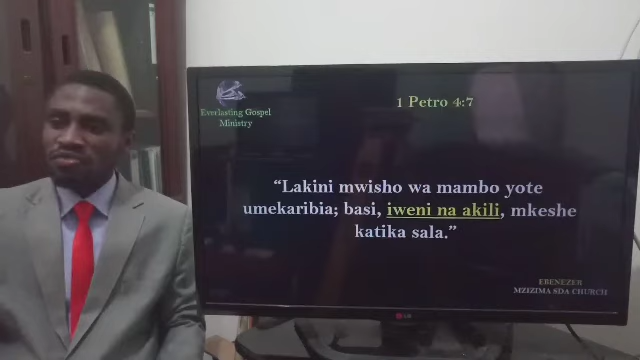 Everlasting Gospel
Ministry
1 Petro 4:7
“Lakini mwisho wa mambo yote
umekaribia; basi, iweni na akili, mkeshe
katika sala.”
EBENEZER
MZIZIMA SDA CHURCH
LG